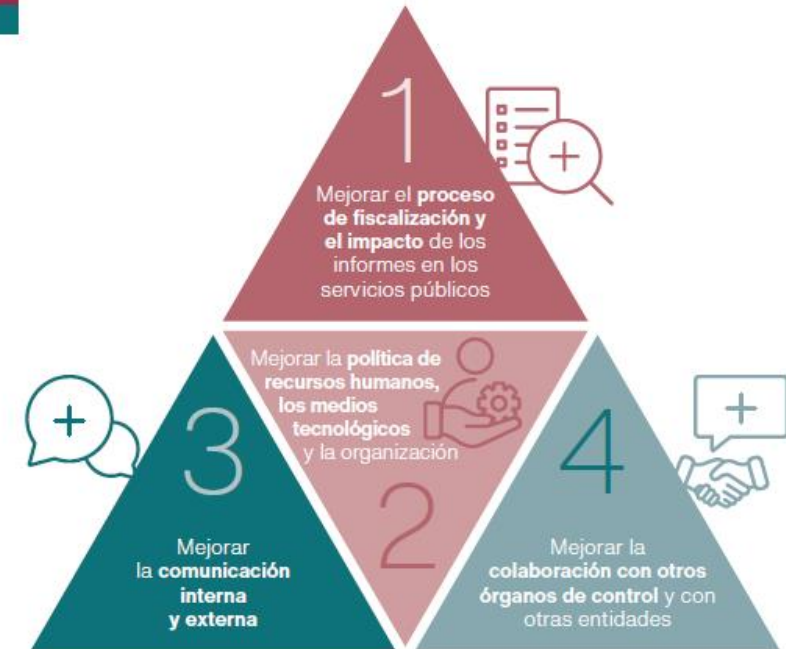 1
Mejorar el proceso
de fiscalización y
el impacto de los
informes en los
servicios públicos
Mejorar la política de
recursos humanos,
los medios
tecnológicos
y la organización
2
3
Mejorar
la comunicación
interna
y externa
4
Mejorar la
colaboración con otros
órganos de control y con
otras entidades